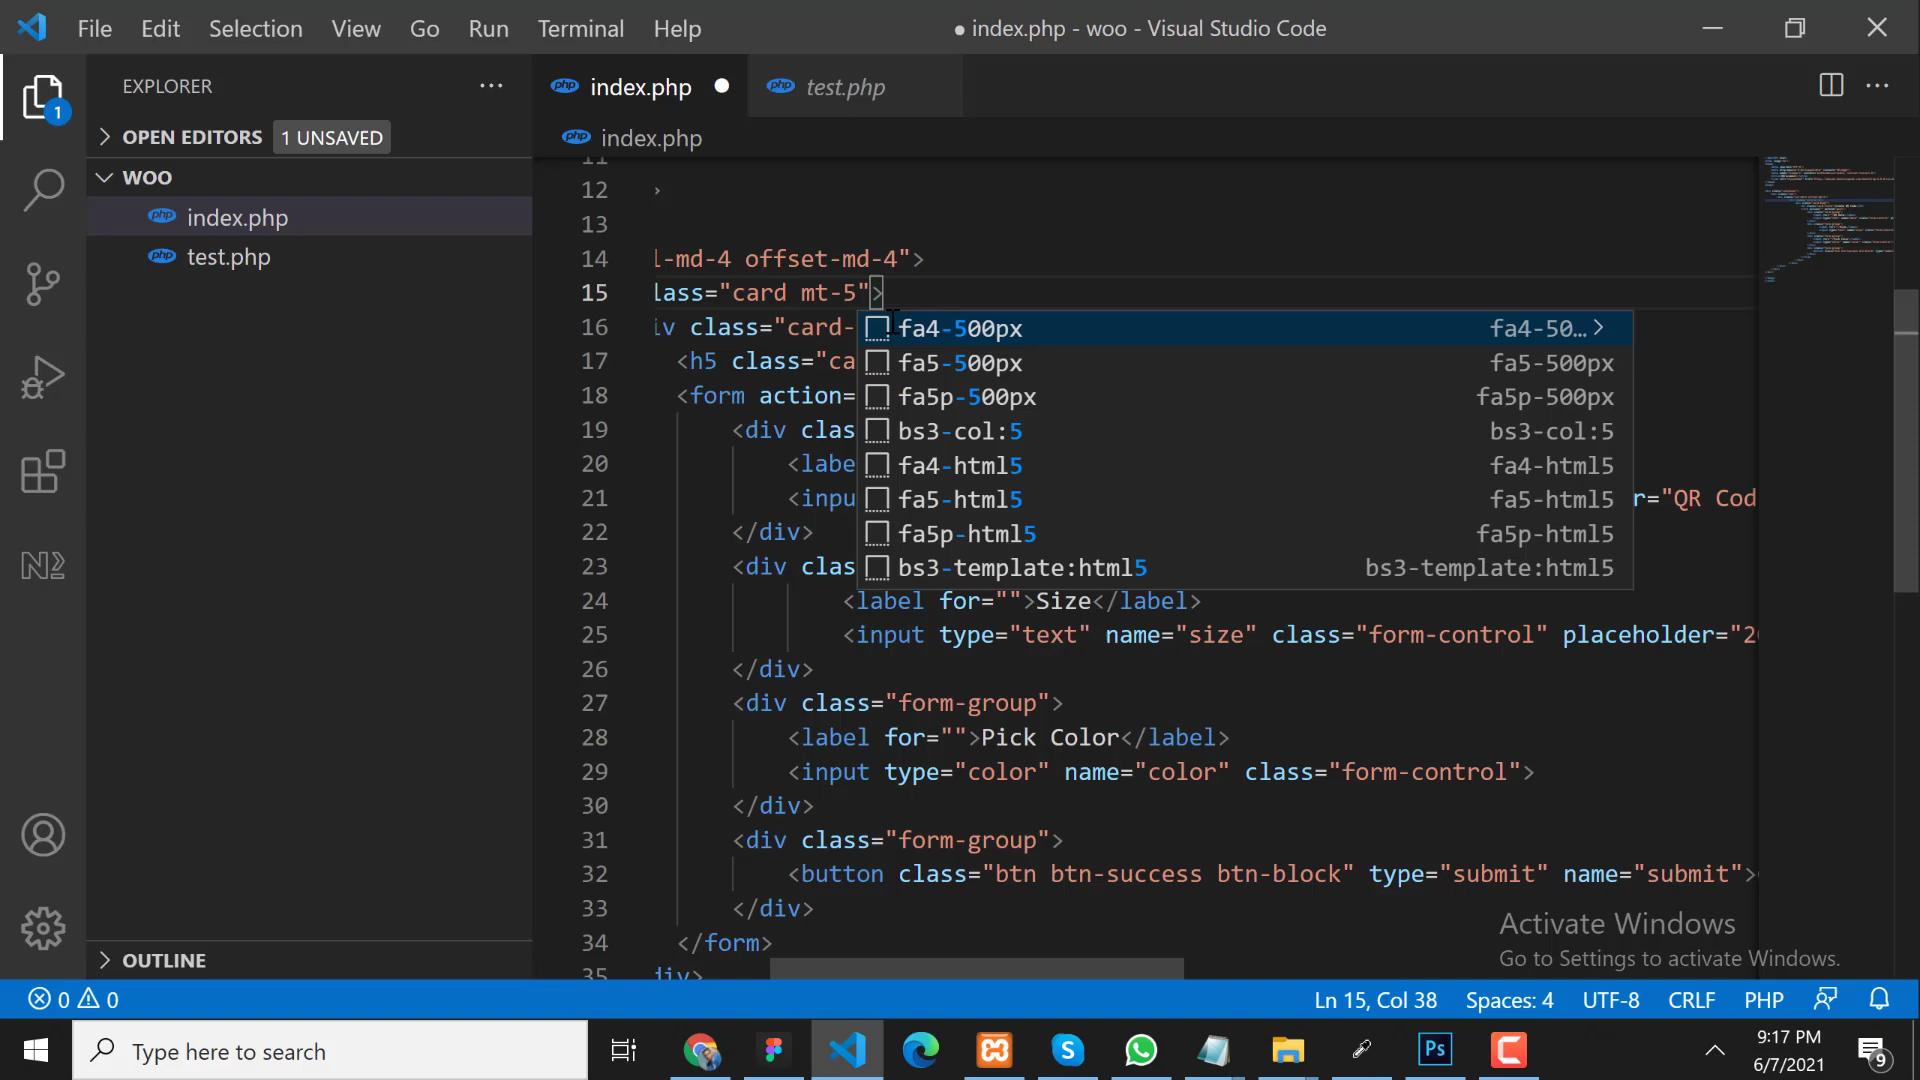 File Edit Selection View Go Run Terminal Help
● index.php - woo - Visual Studio Code
EXPLORER
index.php
test.php
1
OPEN EDITORS 1 UNSAVED
index.php
WOO
index.php
test.php
OUTLINE
11
12 >
13
14 l-md-4 offset-md-4">
15 lass="card mt-5">
16 iv class="card-
17 <h5 class="ca
18 <form action=
19 <div clas
20 <labe
21 <inpu r="QR Cod
22 </div>
23 <div clas
fa4-500px fa4-50...
fa5-500px fa5-500px
fa5p-500px fa5p-500px
bs3-col:5 bs3-col:5
fa4-html5 fa4-html5
fa5-html5 fa5-html5
fa5p-html5 fa5p-html5
bs3-template:html5 bs3-template:html5
24 <label for="">Size</label>
25 <input type="text" name="size" class="form-control" placeholder="20
26 </div>
27 <div class="form-group">
28 <label for="">Pick Color</label>
29 <input type="color" name="color" class="form-control">
30 </div>
31 <div class="form-group">
32 <button class="btn btn-success btn-block" type="submit" name="submit">
33 </div>
34 </form>
35 div>
Activate Windows
Go to Settings to activate Windows.
0 0
Ln 15, Col 38 Spaces: 4 UTF-8 CRLF PHP
Type here to search
Ps
9:17 PM
6/7/2021
9